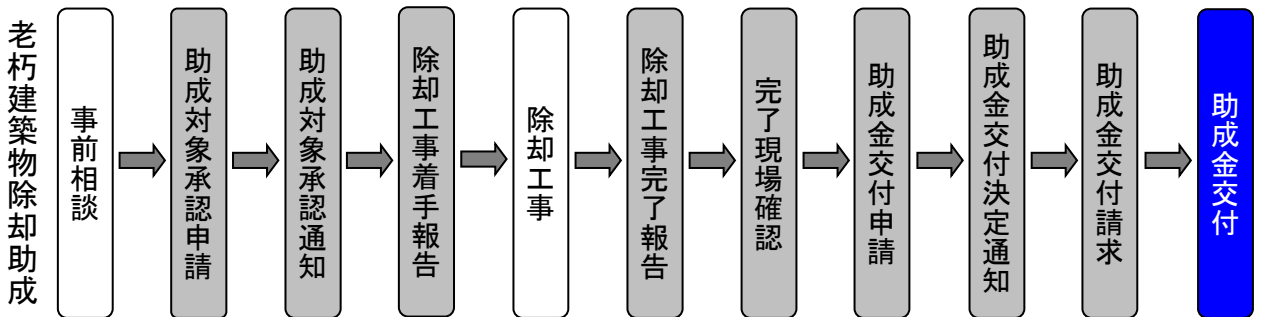 老朽建築物除却助成
事前相談
助成対象承認申請
助成対象承認通知
除却工事着手報告
除却工事
除却工事完了報告
完了現場確認
助成金交付申請
助成金交付決定通知
助成金交付請求
助成金交付